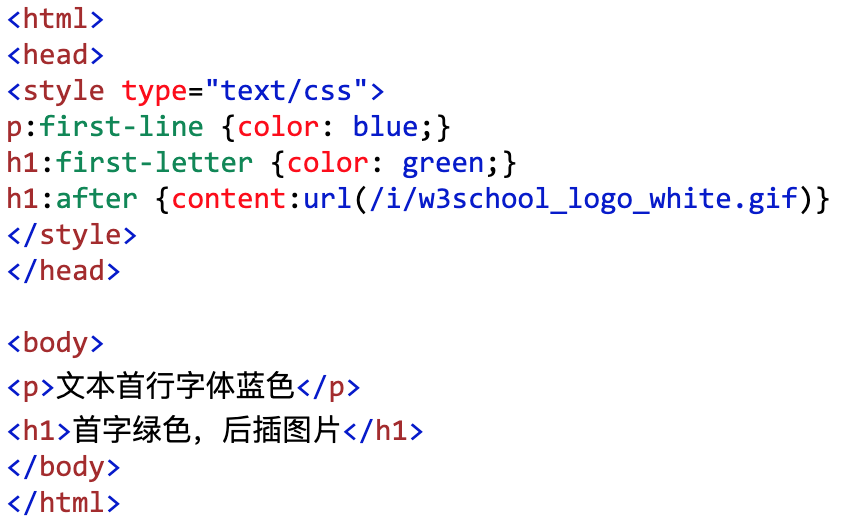 <html>
<head>
<style type="text/css">
p:first-line {color: blue;}
h1:first-letter {color: green;}
h1:after {content:url(/i/w3school_logo_white.gif)}
</style>
</head>

<body>
<p>文本首行字体蓝色</p>
<h1>首字绿色，后插图片</h1>
</body>
</html>